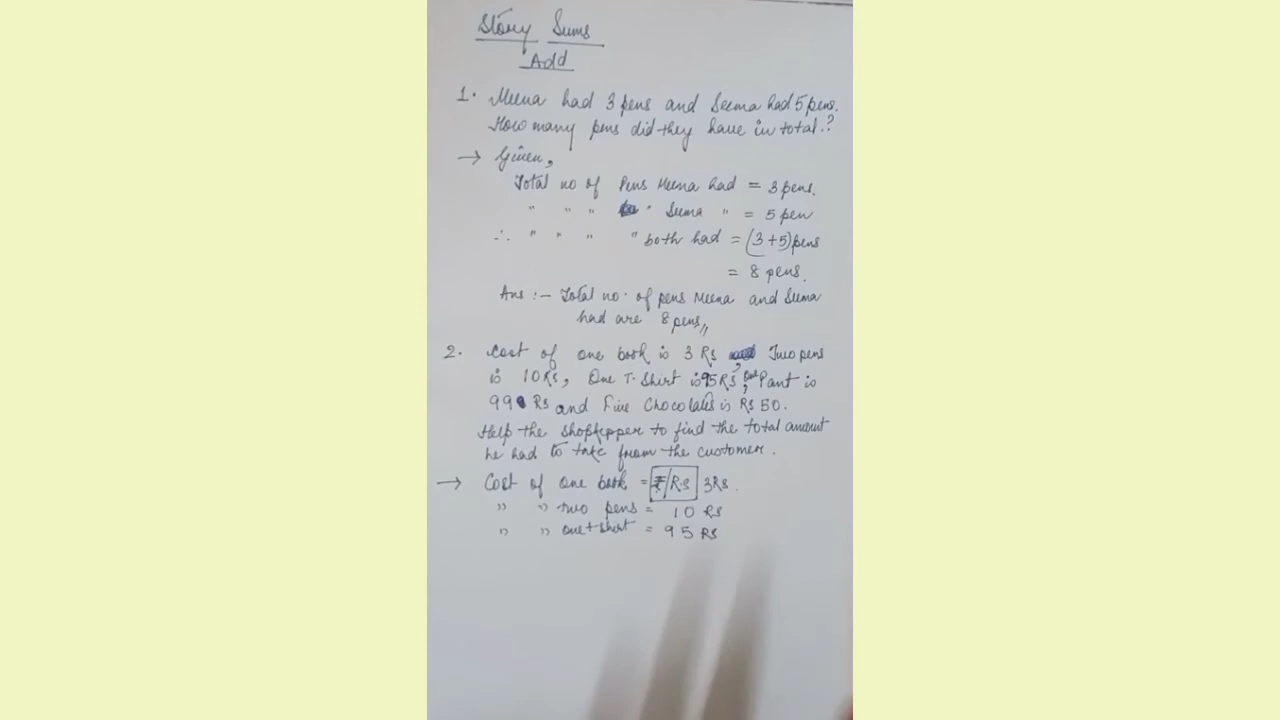 Story Sums
Add
1. Meena had 3 pens and Seema had 5 pens.
How many pens did they have in total.?
→ Given,
Total no of Pens Meena had = 3 pens.
" " " " Seema " = 5 pen
∴ " " " " both had = (3+5) pens
= 8 pens.
Ans :- Total no. of pens Meena and Seema
had are 8 pens,,
2. Cost of one book is 3 Rs, Two pens
is 10 Rs, One T-Shirt is 95 Rs, Pant is
99 Rs and Five Chocolates is Rs 50.
Help the shopkepper to find the total amount
he had to take from the customer.
→ Cost of One book = ₹/Rs 3Rs.
" " two pens = 10 Rs
" " one t shirt = 95 Rs